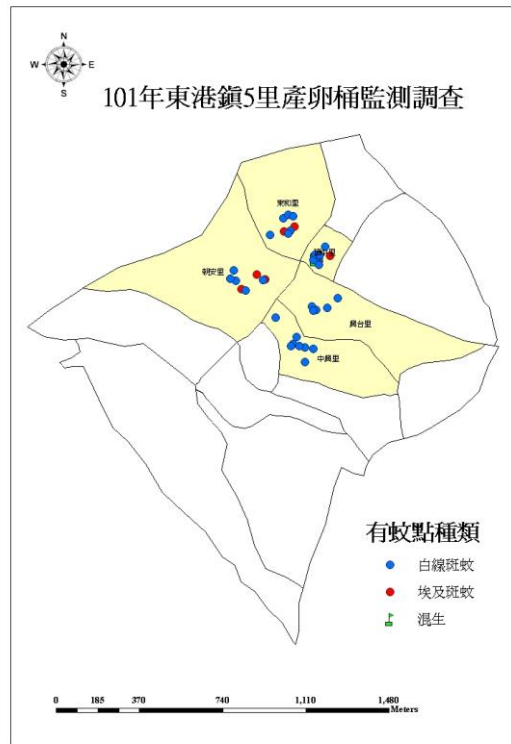 N
W E
S
101年東港鎮5里產卵桶監測調查
東和里
朝安里
興台里
中興里
有蚊點種類
白線斑蚊
埃及斑蚊
混生
0 185 370 740 1,110 1,480
Meters